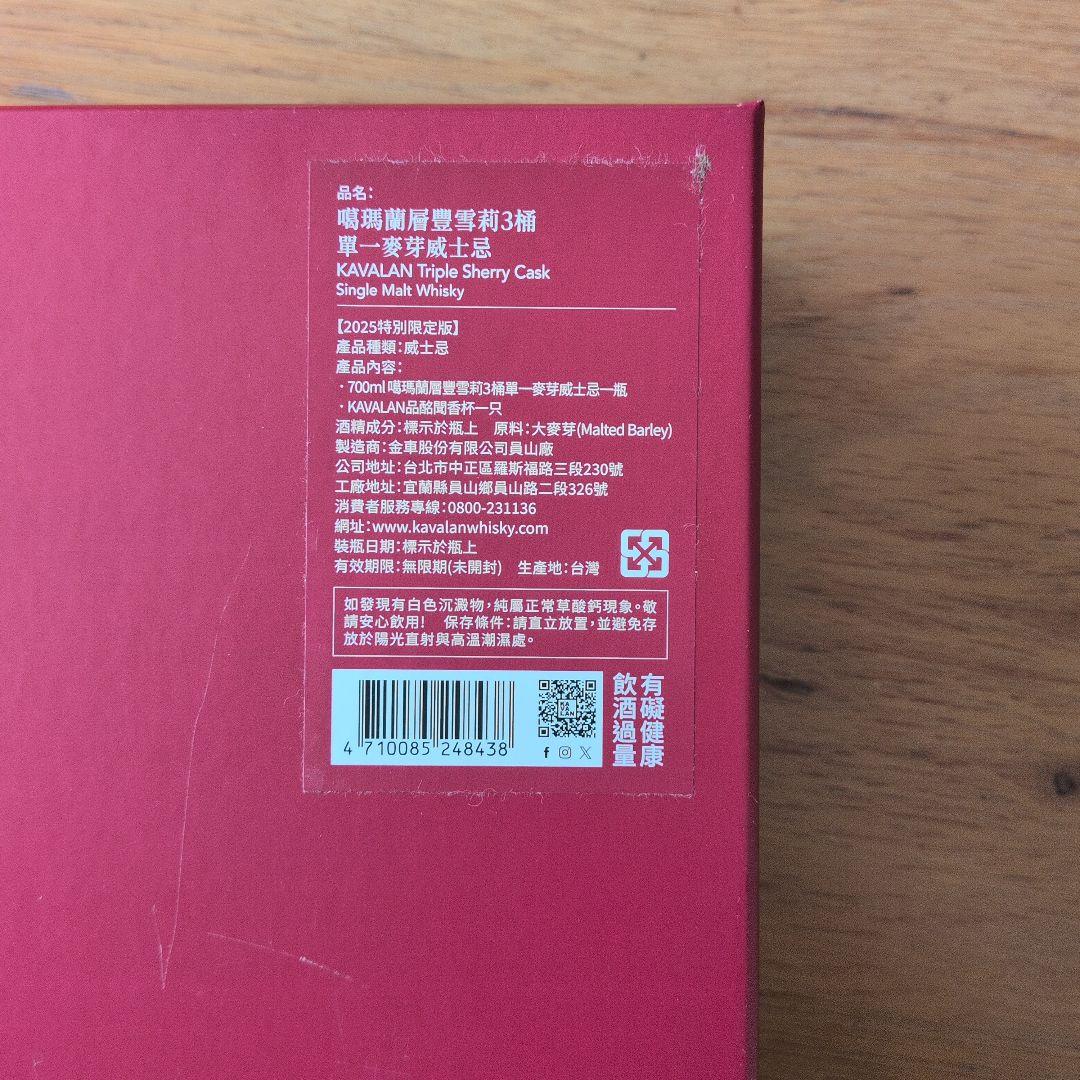 品名：
噶瑪蘭層豐雪莉3桶
單一麥芽威士忌
KAVALAN Triple Sherry Cask
Single Malt Whisky
【2025特別限定版】
產品種類：威士忌
產品內容：
・700ml 噶瑪蘭層豐雪莉3桶單一麥芽威士忌一瓶
・KAVALAN品酩聞香杯一只
酒精成分：標示於瓶上　原料：大麥芽(Malted Barley)
製造商：金車股份有限公司員山廠
公司地址：台北市中正區羅斯福路三段230號
工廠地址：宜蘭縣員山鄉員山路二段326號
消費者服務專線：0800-231136
網址：www.kavalanwhisky.com
裝瓶日期：標示於瓶上
有效期限：無限期(未開封)　生產地：台灣
如發現有白色沉澱物，純屬正常草酸鈣現象。敬
請安心飲用！　保存條件：請直立放置，並避免存
放於陽光直射與高溫潮濕處。
4 710085 248438
KAVALAN
飲酒過量
有礙健康